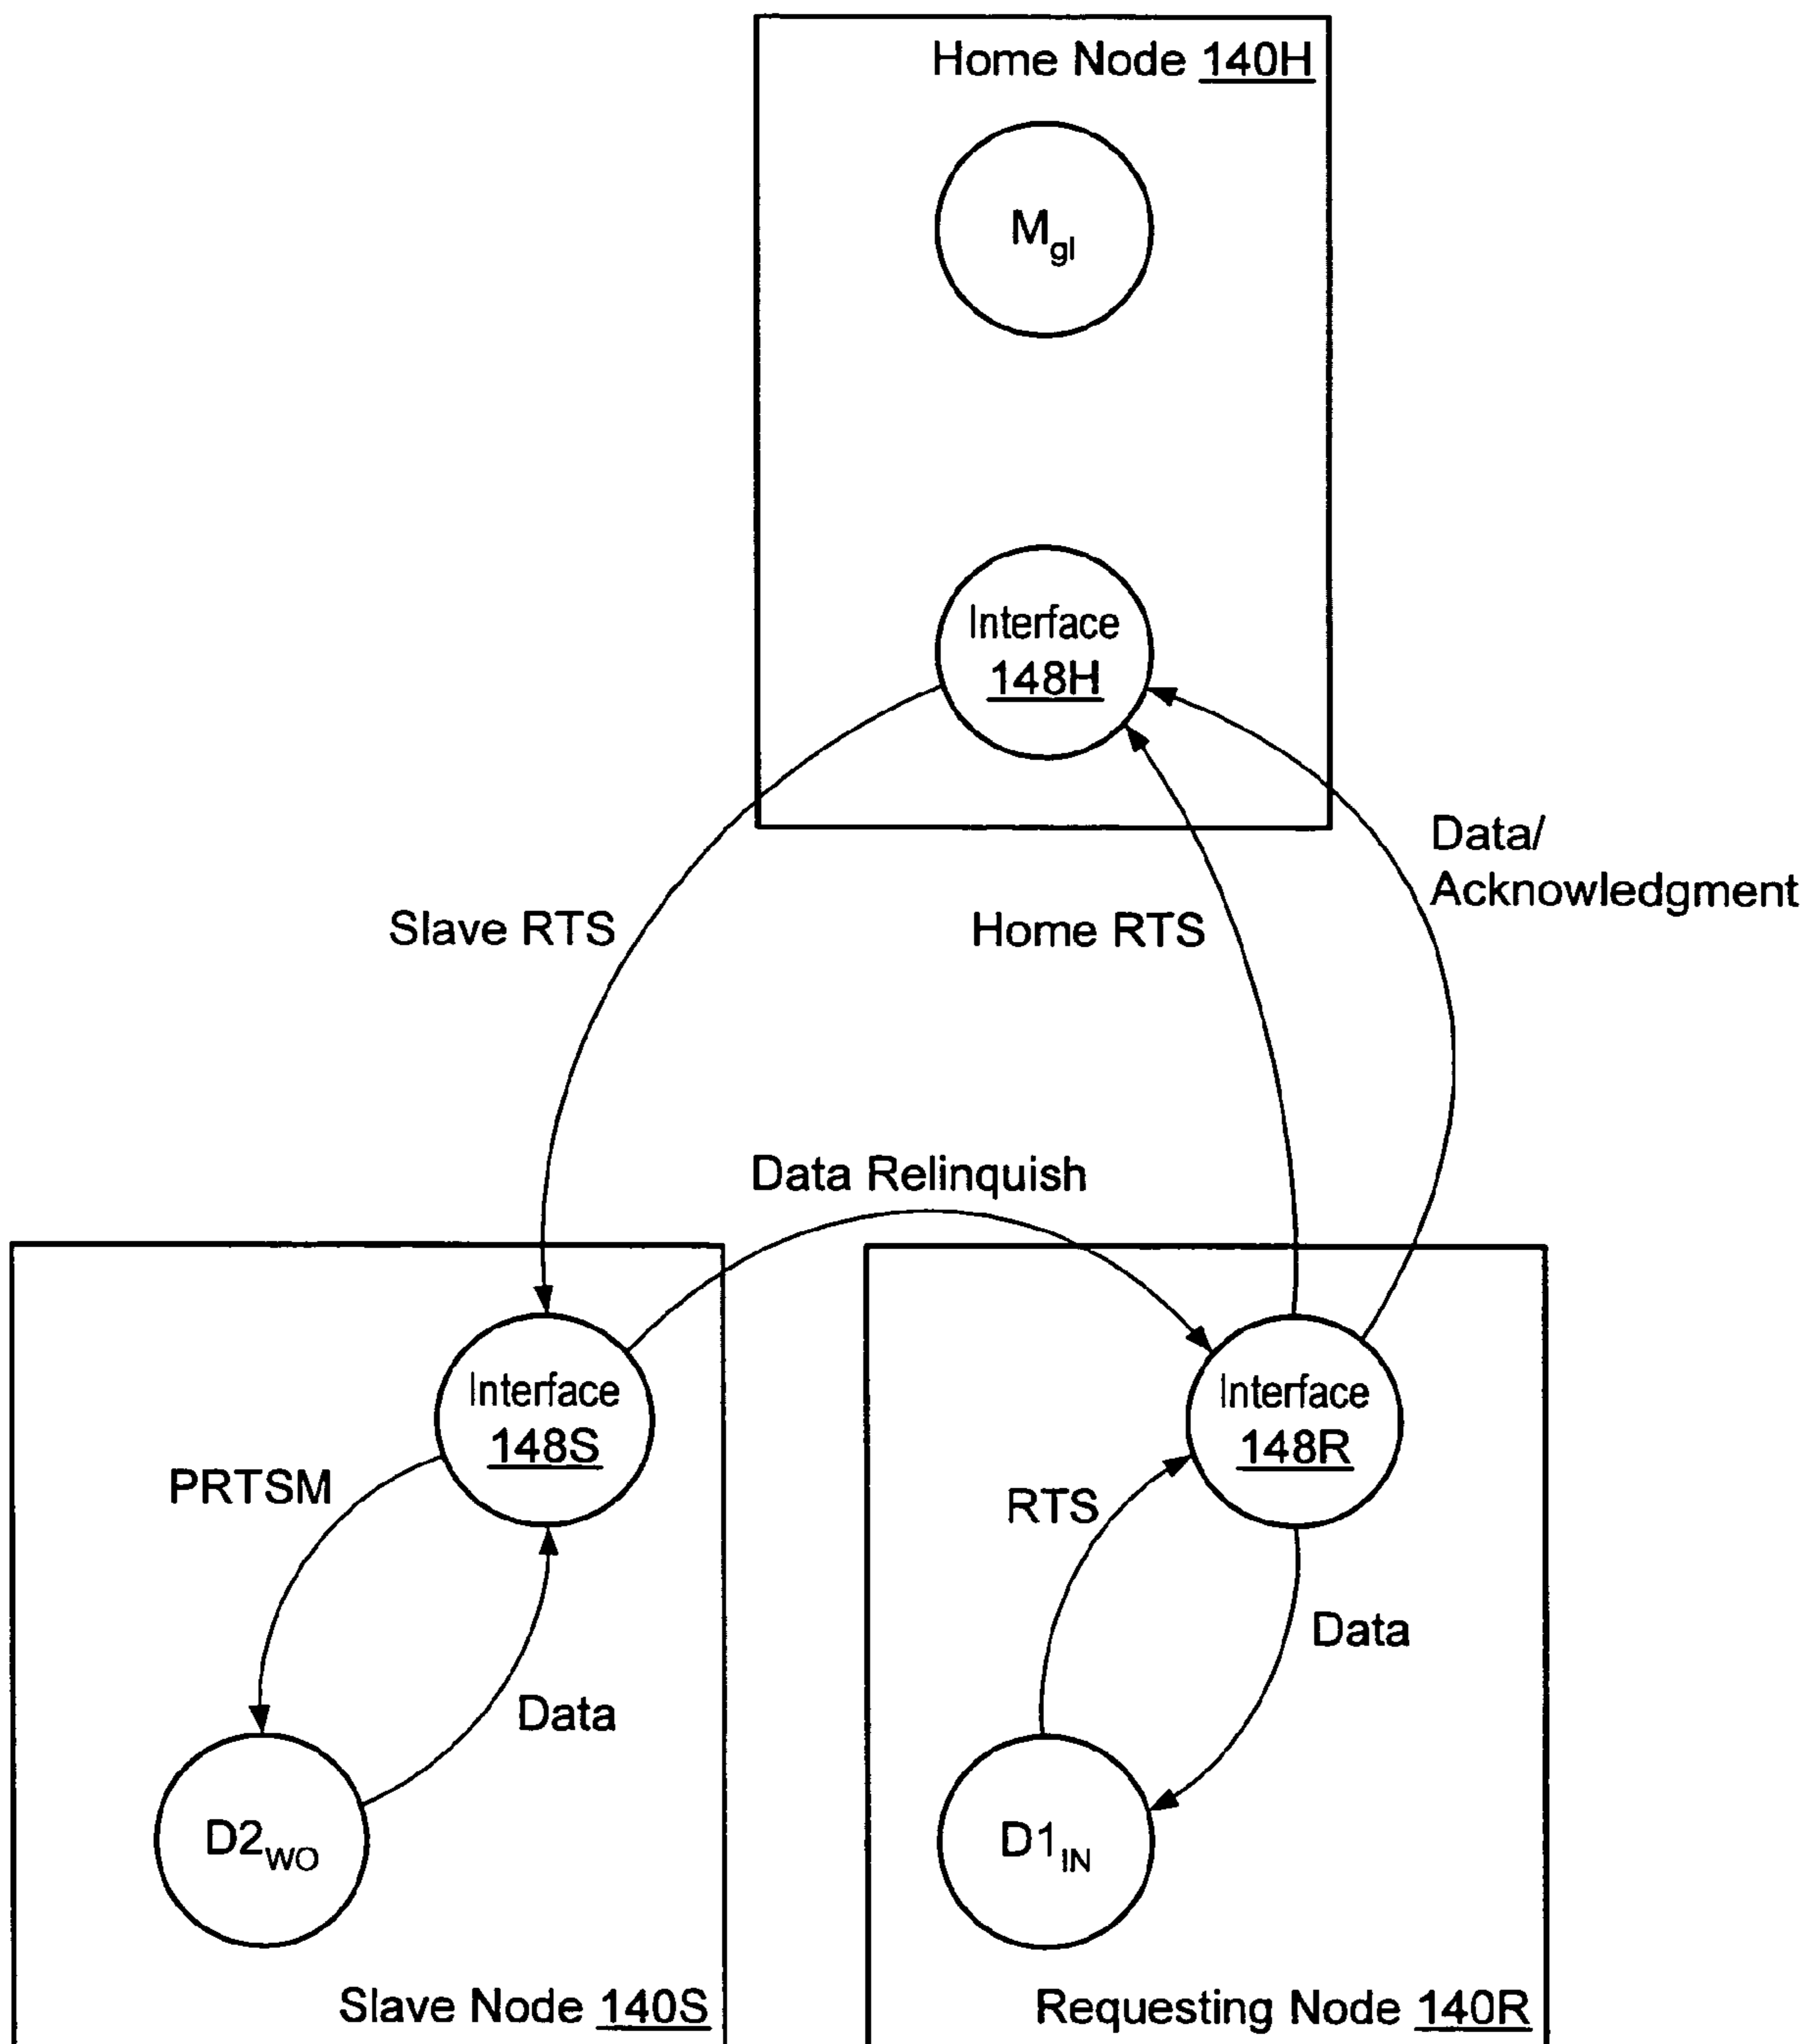 Home Node 140H
Mgl
Interface
148H
Data/
Acknowledgment
Slave RTS
Home RTS
Data Relinquish
Interface
148S
Interface
148R
PRTSM
RTS
Data
Data
D2WO
D1IN
Slave Node 140S
Requesting Node 140R